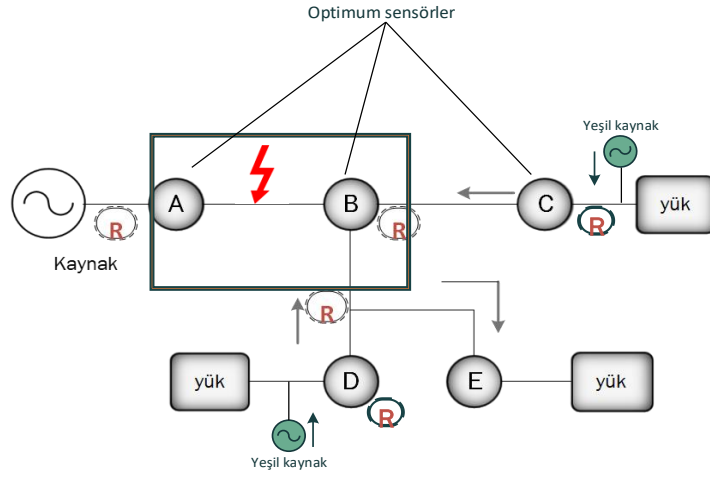 Optimum sensörler
Yeşil kaynak
A
B
C
yük
R
R
R
Kaynak
R
yük
D
E
yük
R
Yeşil kaynak